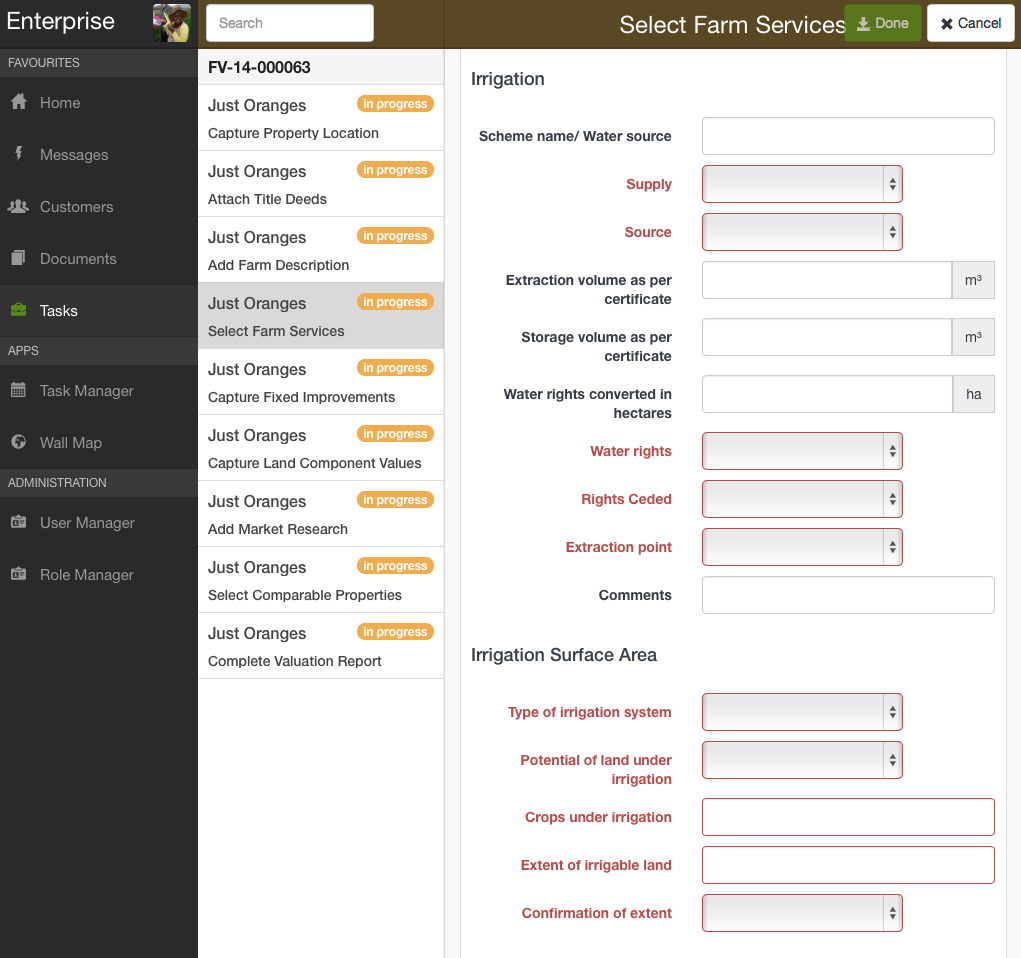 Enterprise
FAVOURITES
Home
Messages
Customers
Documents
Tasks
APPS
Task Manager
Wall Map
ADMINISTRATION
User Manager
Role Manager
Search
FV-14-000063
Just Oranges in progress
Capture Property Location
Just Oranges in progress
Attach Title Deeds
Just Oranges in progress
Add Farm Description
Just Oranges in progress
Select Farm Services
Just Oranges in progress
Capture Fixed Improvements
Just Oranges in progress
Capture Land Component Values
Just Oranges in progress
Add Market Research
Just Oranges in progress
Select Comparable Properties
Just Oranges in progress
Complete Valuation Report
Select Farm Services Done Cancel
Irrigation
Scheme name/ Water source
Supply
Source
Extraction volume as per
certificate
m³
Storage volume as per
certificate
m³
Water rights converted in
hectares
ha
Water rights
Rights Ceded
Extraction point
Comments
Irrigation Surface Area
Type of irrigation system
Potential of land under
irrigation
Crops under irrigation
Extent of irrigable land
Confirmation of extent